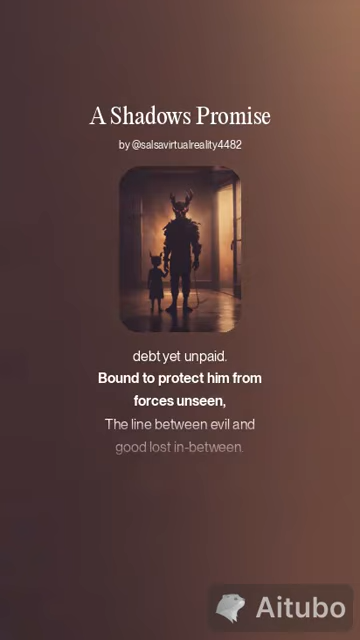 A Shadows Promise
by @salsavirtualreality4482
debt yet unpaid.
Bound to protect him from
forces unseen,
The line between evil and
good lost in-between.
Aitubo